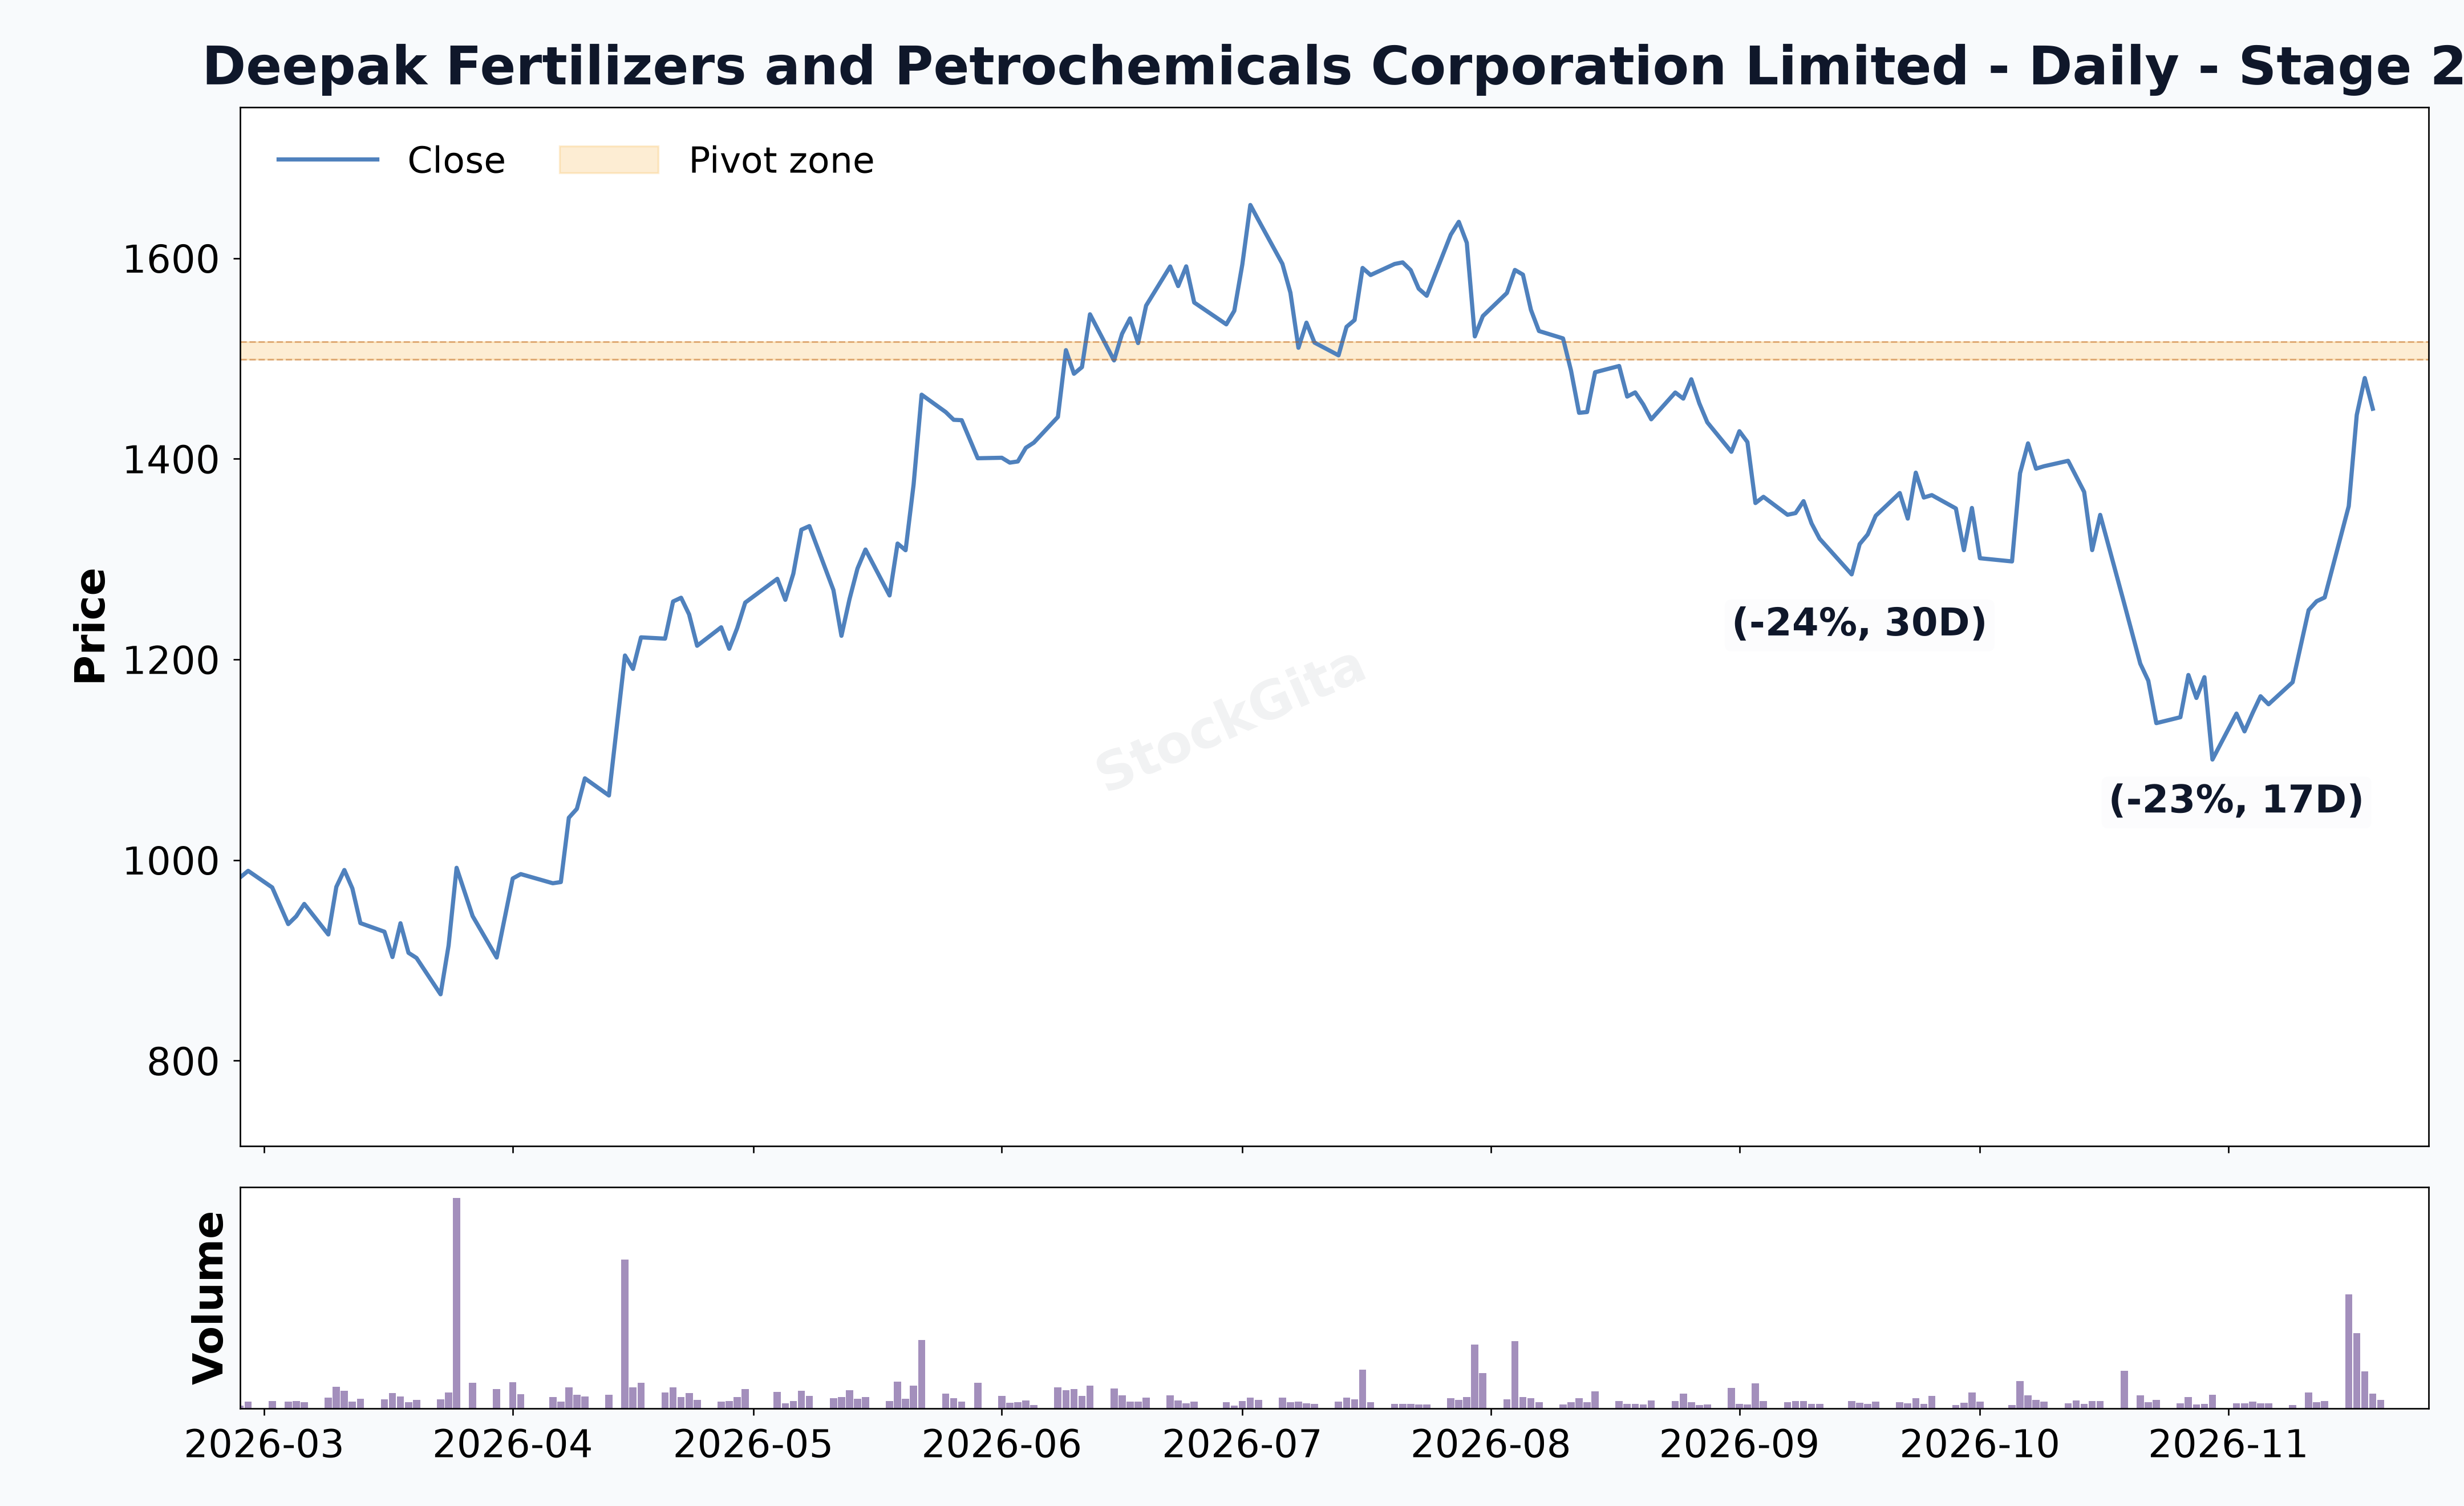 Deepak Fertilizers and Petrochemicals Corporation Limited - Daily - Stage 2
Close
Pivot zone
Price
1600
1400
1200
1000
800
(-24%, 30D)
(-23%, 17D)
StockGita
Volume
2026-03
2026-04
2026-05
2026-06
2026-07
2026-08
2026-09
2026-10
2026-11